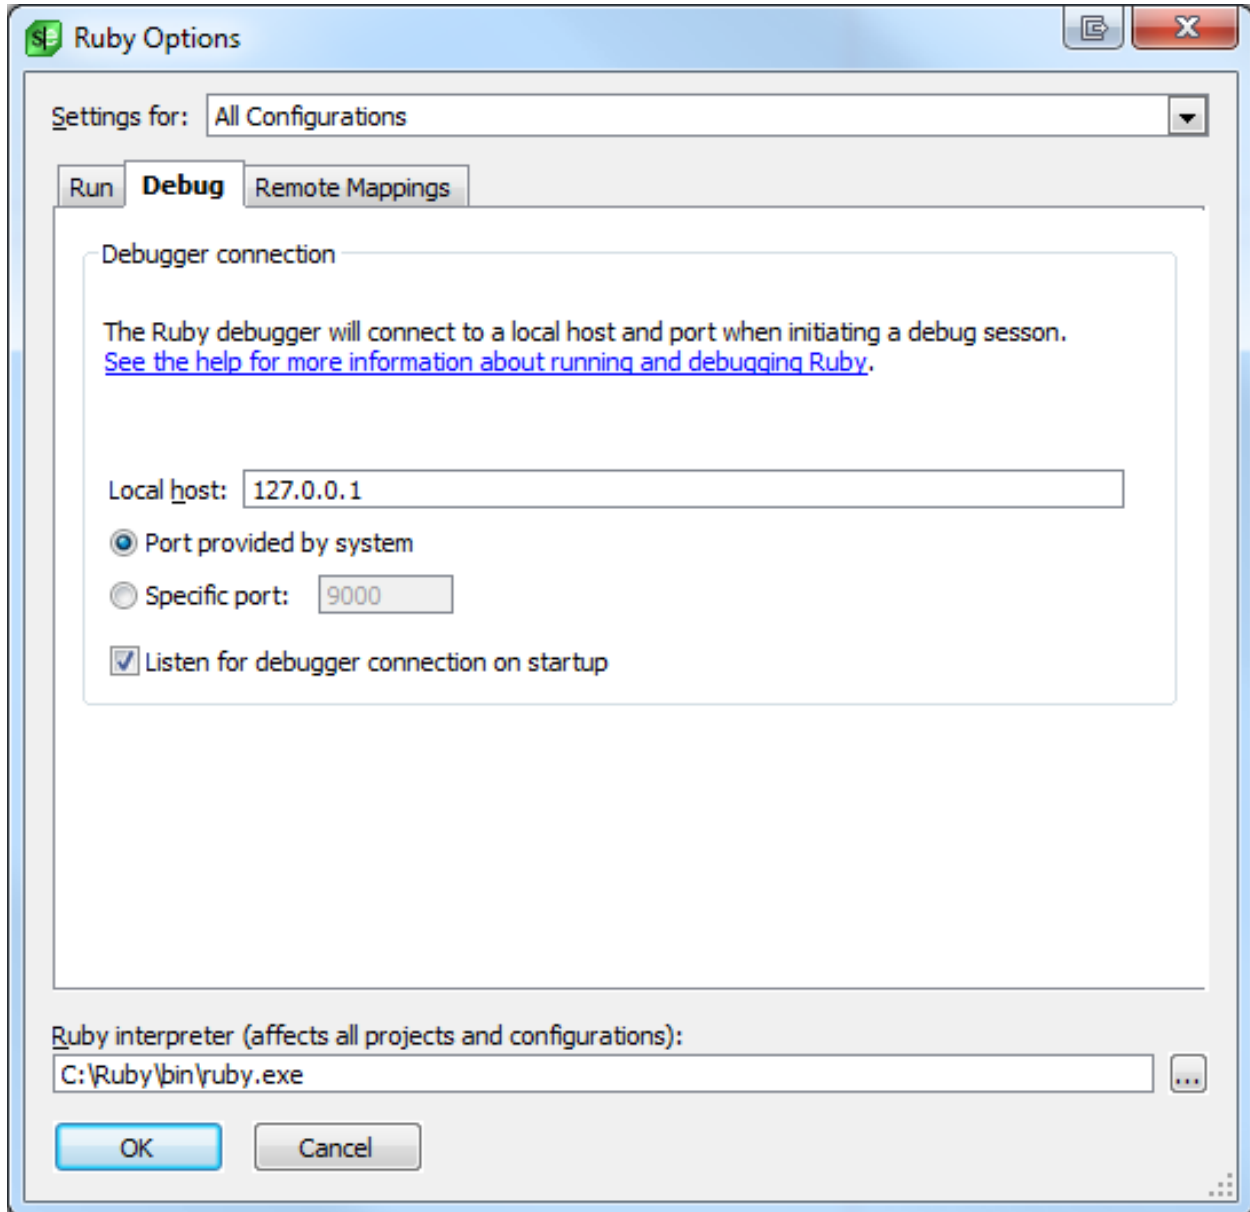 Ruby Options
Settings for: All Configurations
Run Debug Remote Mappings
Debugger connection
The Ruby debugger will connect to a local host and port when initiating a debug sesson.
See the help for more information about running and debugging Ruby.
Local host: 127.0.0.1
Port provided by system
Specific port: 9000
Listen for debugger connection on startup
Ruby interpreter (affects all projects and configurations):
C:\Ruby\bin\ruby.exe ...
OK Cancel